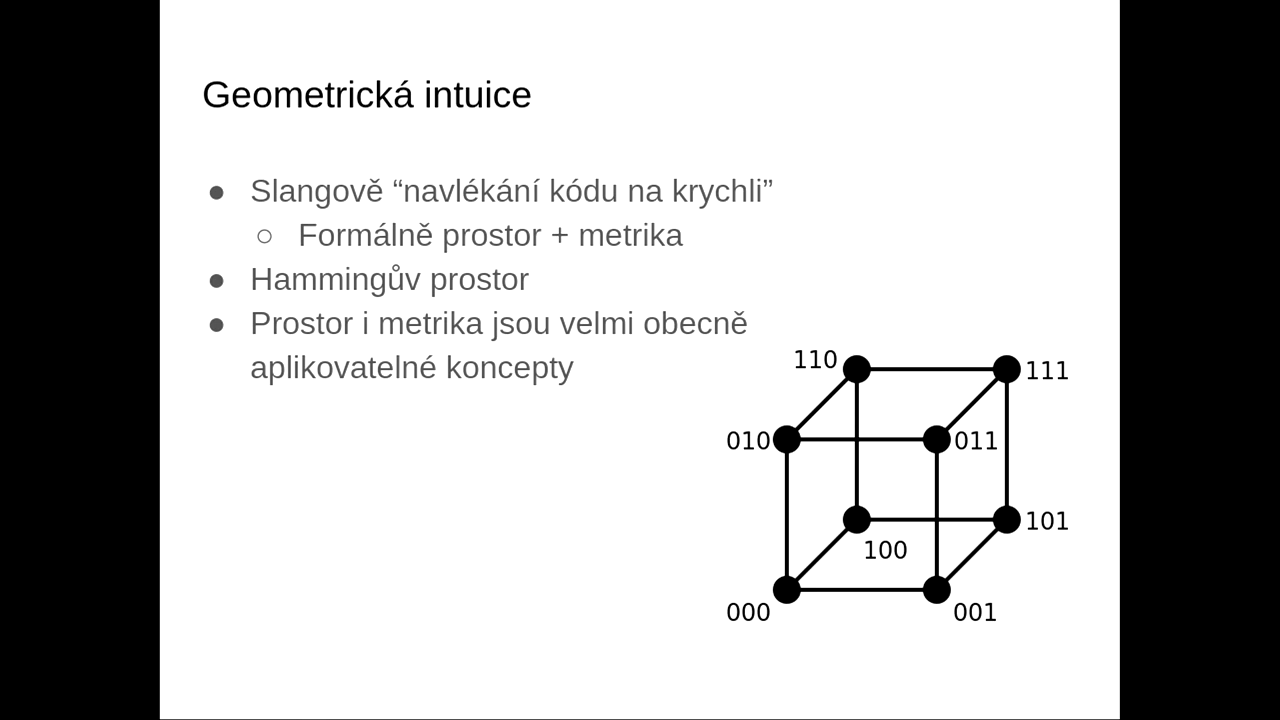 Geometrická intuice
● Slangově “navlékání kódu na krychli”
○ Formálně prostor + metrika
● Hammingův prostor
● Prostor i metrika jsou velmi obecně
aplikovatelné koncepty
110
111
010
011
101
100
000
001